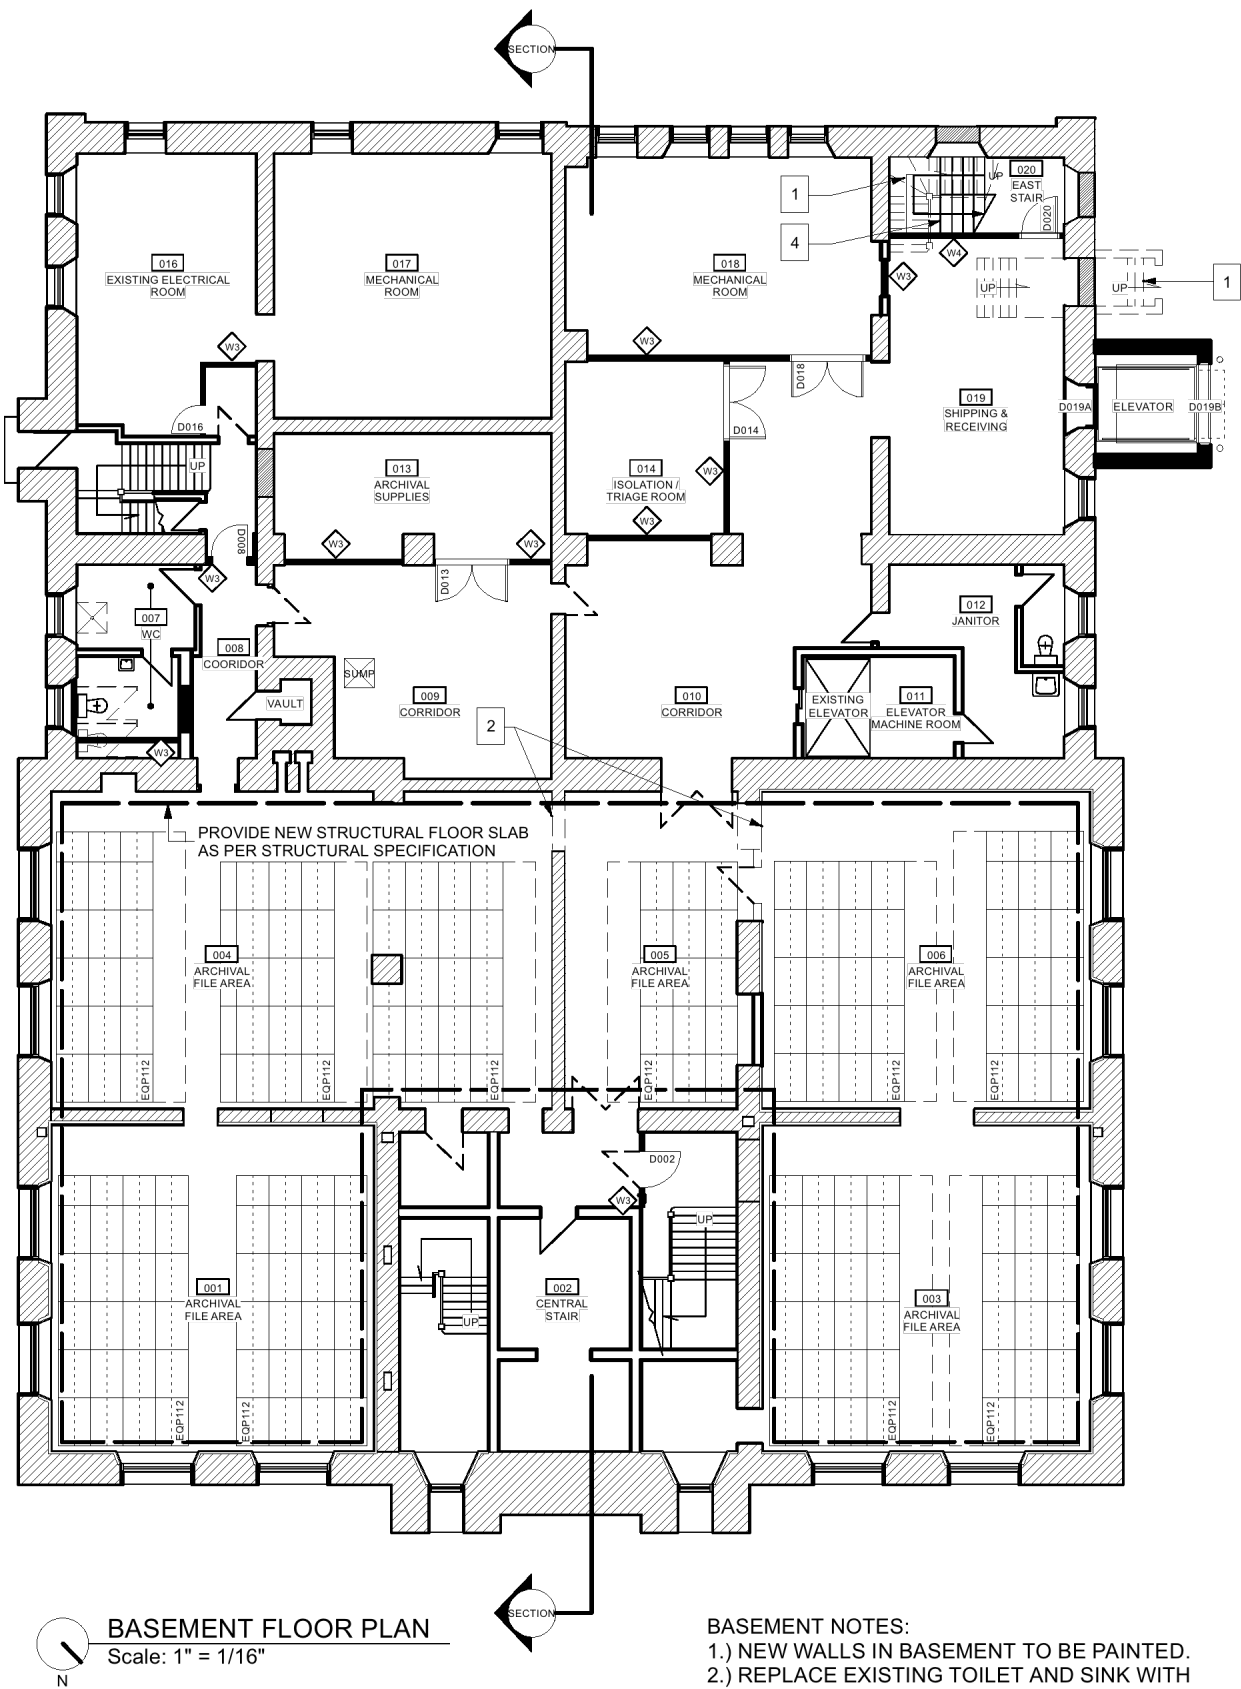 SECTION
1
020
UP
EAST
STAIR
D020
4
W4
016
EXISTING ELECTRICAL
ROOM
017
MECHANICAL
ROOM
018
MECHANICAL
ROOM
W3
UP
UP
1
W3
W3
D018
D016
D014
019
SHIPPING &
RECEIVING
D019A
ELEVATOR
D019B
UP
013
ARCHIVAL
SUPPLIES
014
ISOLATION /
TRIAGE ROOM
W3
W3
D008
W3
W3
W3
D013
007
WC
008
COORIDOR
012
JANITOR
SUMP
VAULT
009
CORRIDOR
010
CORRIDOR
EXISTING
ELEVATOR
011
ELEVATOR
MACHINE ROOM
2
W3
PROVIDE NEW STRUCTURAL FLOOR SLAB
AS PER STRUCTURAL SPECIFICATION
004
ARCHIVAL
FILE AREA
005
ARCHIVAL
FILE AREA
006
ARCHIVAL
FILE AREA
EQP112
EQP112
EQP112
EQP112
EQP112
EQP112
D002
W3
UP
001
ARCHIVAL
FILE AREA
002
CENTRAL
STAIR
003
ARCHIVAL
FILE AREA
UP
EQP112
EQP112
EQP112
EQP112
SECTION
BASEMENT FLOOR PLAN
Scale: 1" = 1/16"
N
BASEMENT NOTES:
1.) NEW WALLS IN BASEMENT TO BE PAINTED.
2.) REPLACE EXISTING TOILET AND SINK WITH